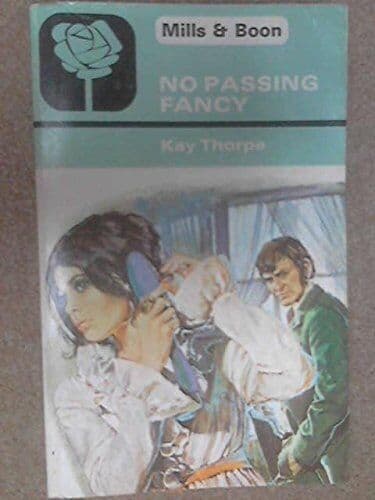 Mills & Boon
NO PASSING
FANCY
Kay Thorpe